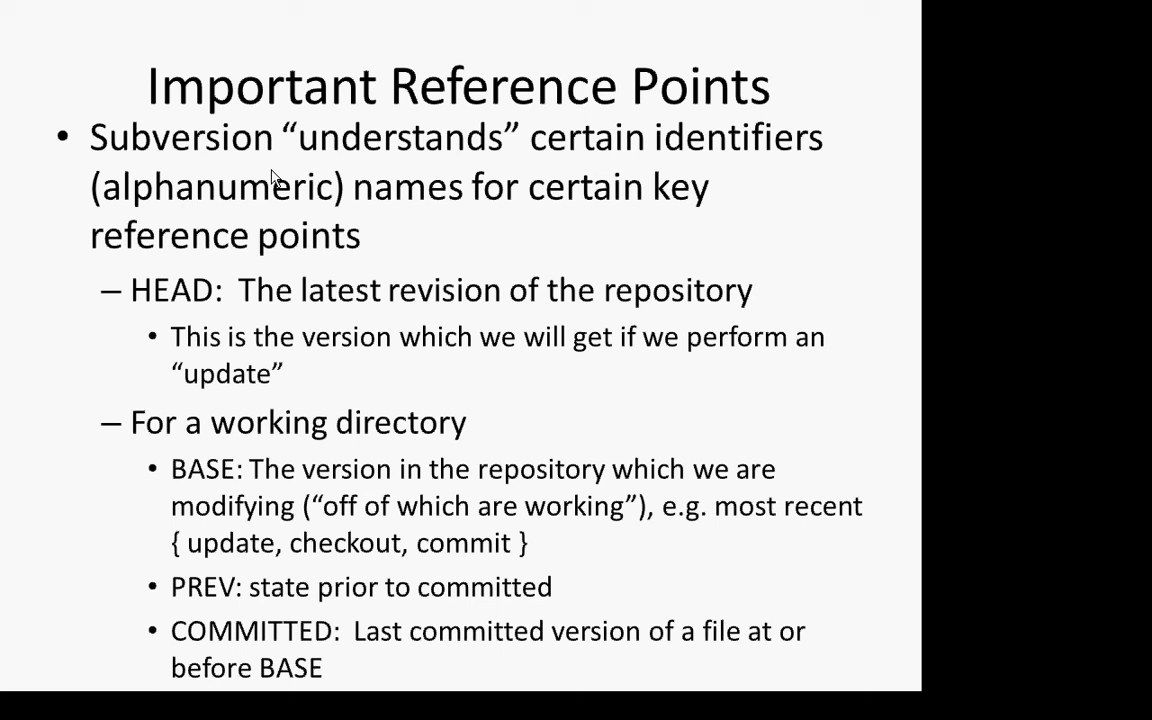 Important Reference Points
• Subversion “understands” certain identifiers
(alphanumeric) names for certain key
reference points
– HEAD:  The latest revision of the repository
• This is the version which we will get if we perform an
“update”
– For a working directory
• BASE: The version in the repository which we are
modifying (“off of which are working”), e.g. most recent
{ update, checkout, commit }
• PREV: state prior to committed
• COMMITTED:  Last committed version of a file at or
before BASE